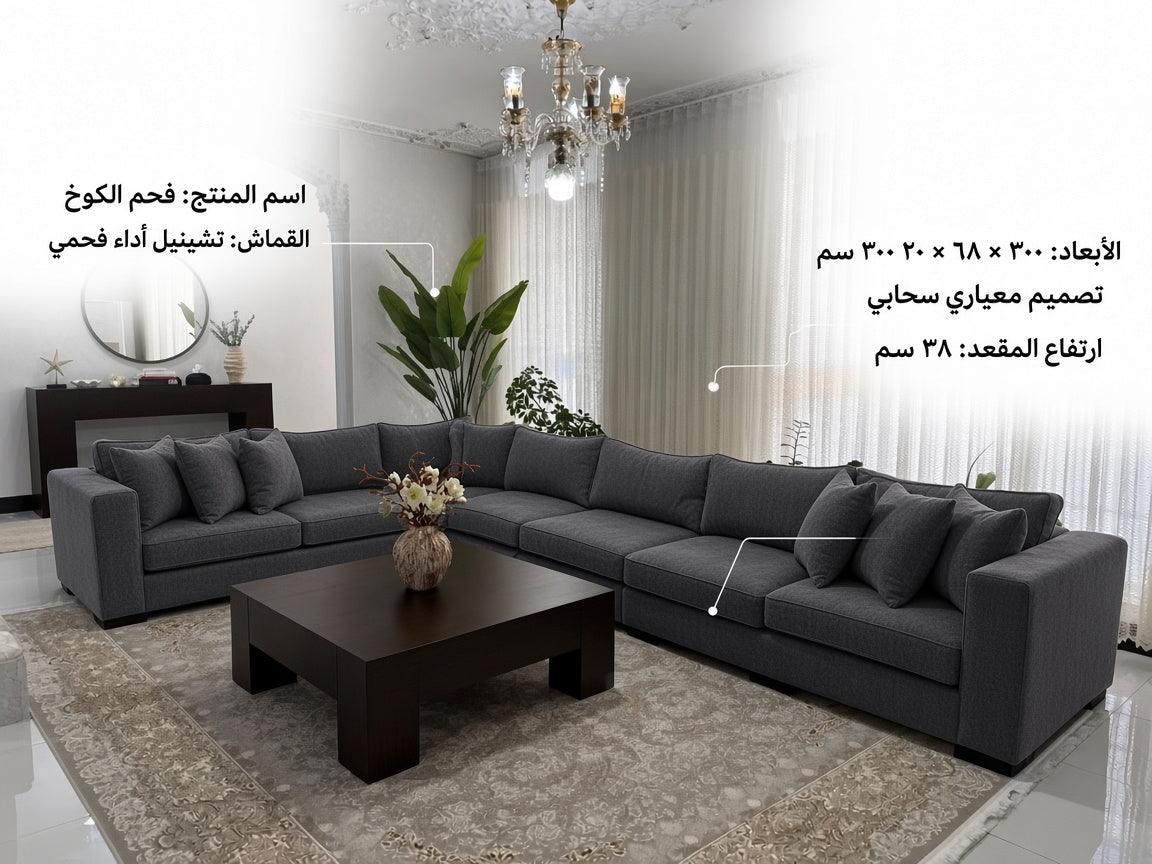 اسم المنتج: فحم الكوخ
القماش: تشينيل أداء فحمي
الأبعاد: ٣٠٠ × ٦٨ × ٢٠ ٣٠٠ سم
تصميم معياري سحابي
ارتفاع المقعد: ٣٨ سم